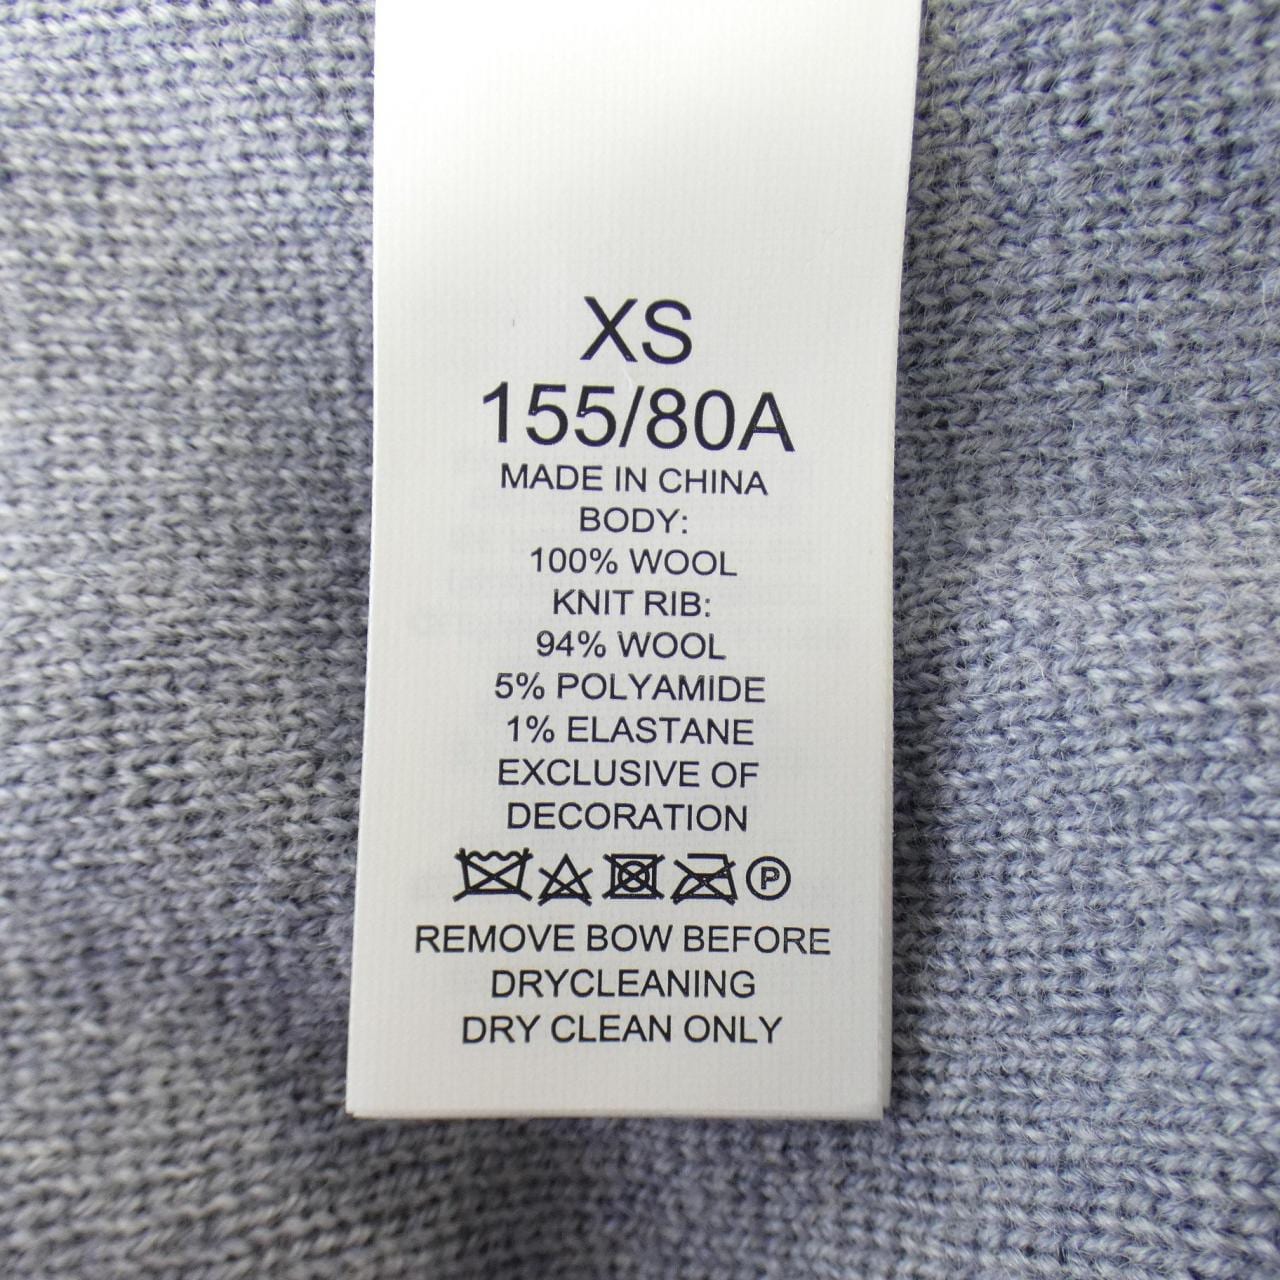 XS
155/80A
MADE IN CHINA
BODY:
100% WOOL
KNIT RIB:
94% WOOL
5% POLYAMIDE
1% ELASTANE
EXCLUSIVE OF
DECORATION
P
REMOVE BOW BEFORE
DRYCLEANING
DRY CLEAN ONLY